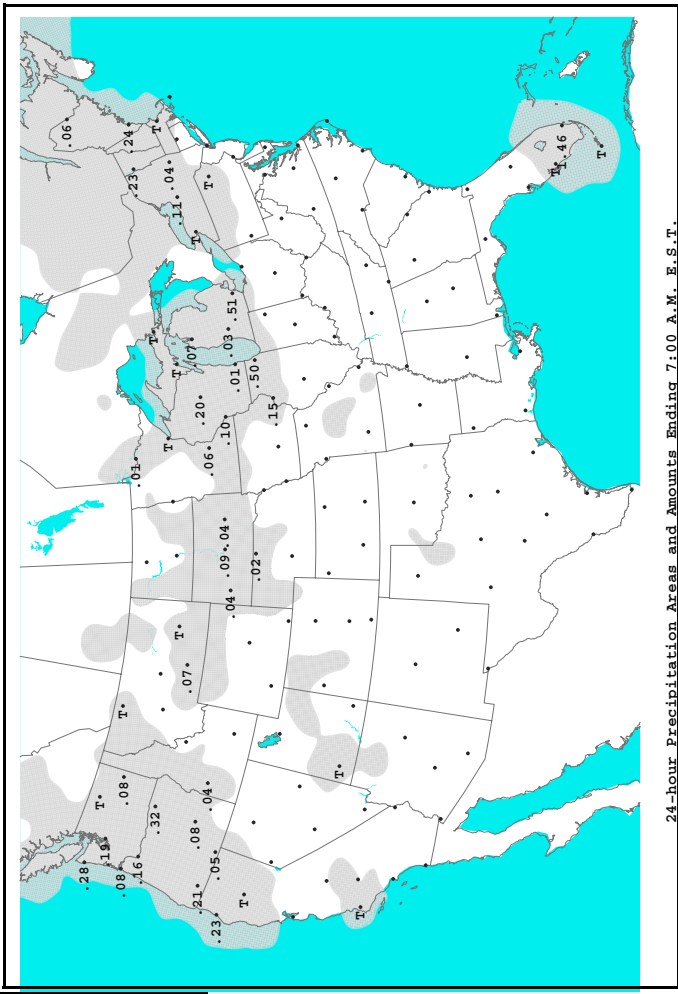 .06
.28
T
.19
.08
T
.08
.24
.23
.01
.16
T
.32
T
T
.04
T
.11
T
.07
.07
.08
T
.21
.20
.04
T
.06
.05
.23
.09
.04
.10
.03
.04
.51
.01
T
.02
.50
.15
T
T
T
1.46
T
24-hour Precipitation Areas and Amounts Ending 7:00 A.M. E.S.T.